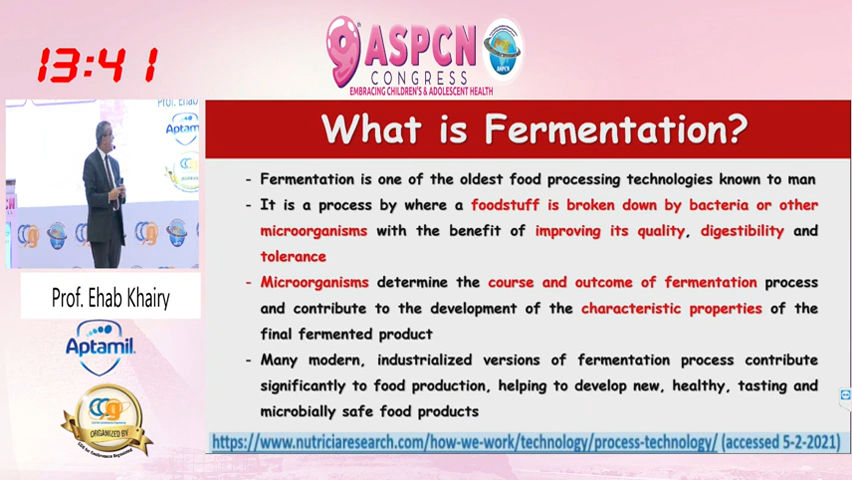 13:41
9 ASPCN
CONGRESS
EMBRACING CHILDREN'S & ADOLESCENT HEALTH
ASPCN
Prof. Ehab
Aptamil
What is Fermentation?
- Fermentation is one of the oldest food processing technologies known to man
- It is a process by where a foodstuff is broken down by bacteria or other
microorganisms with the benefit of improving its quality, digestibility and
tolerance
- Microorganisms determine the course and outcome of fermentation process
and contribute to the development of the characteristic properties of the
final fermented product
- Many modern, industrialized versions of fermentation process contribute
significantly to food production, helping to develop new, healthy, tasting and
microbially safe food products
https://www.nutriciaresearch.com/how-we-work/technology/process-technology/ (accessed 5-2-2021)
Prof. Ehab Khairy
Aptamil
CCg
ORGANIZED BY